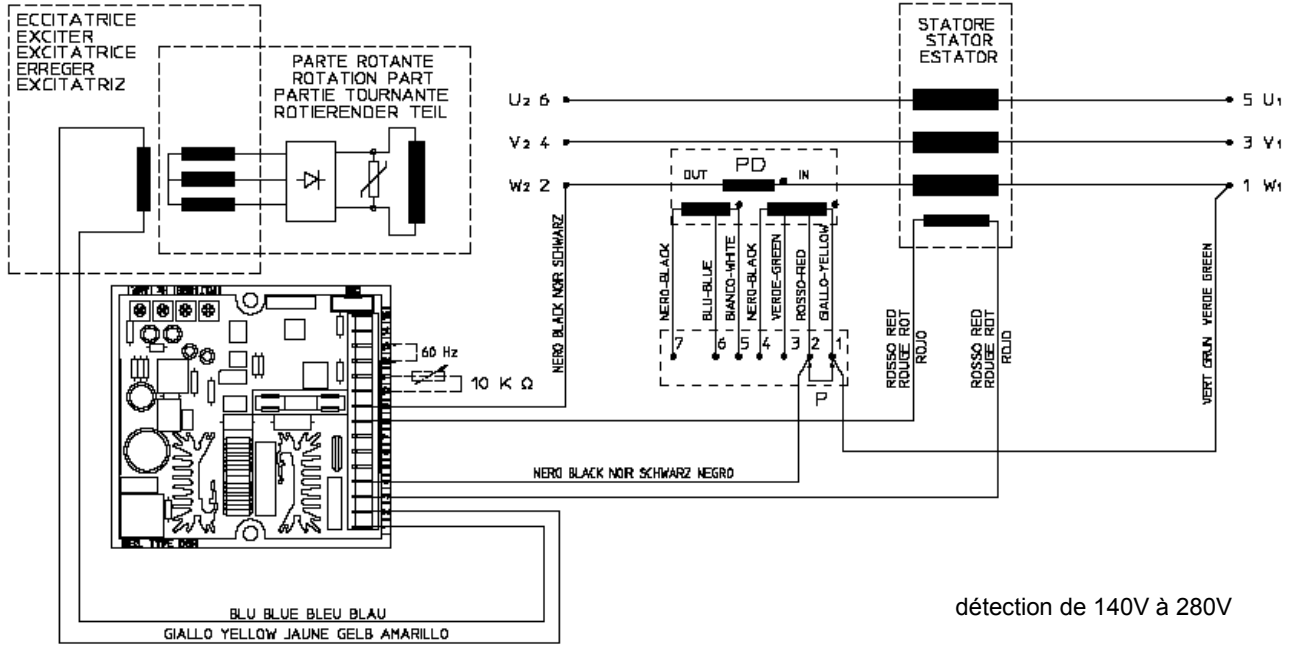 ECCITATRICE
EXCITER
EXCITATRICE
ERREGER
EXCITATRIZ
PARTE ROTANTE
ROTATION PART
PARTIE TOURNANTE
ROTIERENDER TEIL
STATORE
STATOR
ESTATOR
U2 6
5 U1
V2 4
3 V1
W2 2
1 W1
OUT
PD
IN
NERO BLACK NOIR SCHWARZ
NERO-BLACK
BLU-BLUE
BIANCO-WHITE
NERO-BLACK
VERDE-GREEN
ROSSO-RED
GIALLO-YELLOW
7 6 5 4 3 2 1
P
ROSSO RED
ROUGE ROT
ROJO
ROSSO RED
ROUGE ROT
ROJO
VERT GRUN VERDE GREEN
60 Hz
10 K Ω
NERO BLACK NOIR SCHWARZ NEGRO
BLU BLUE BLEU BLAU
GIALLO YELLOW JAUNE GELB AMARILLO
détection de 140V à 280V